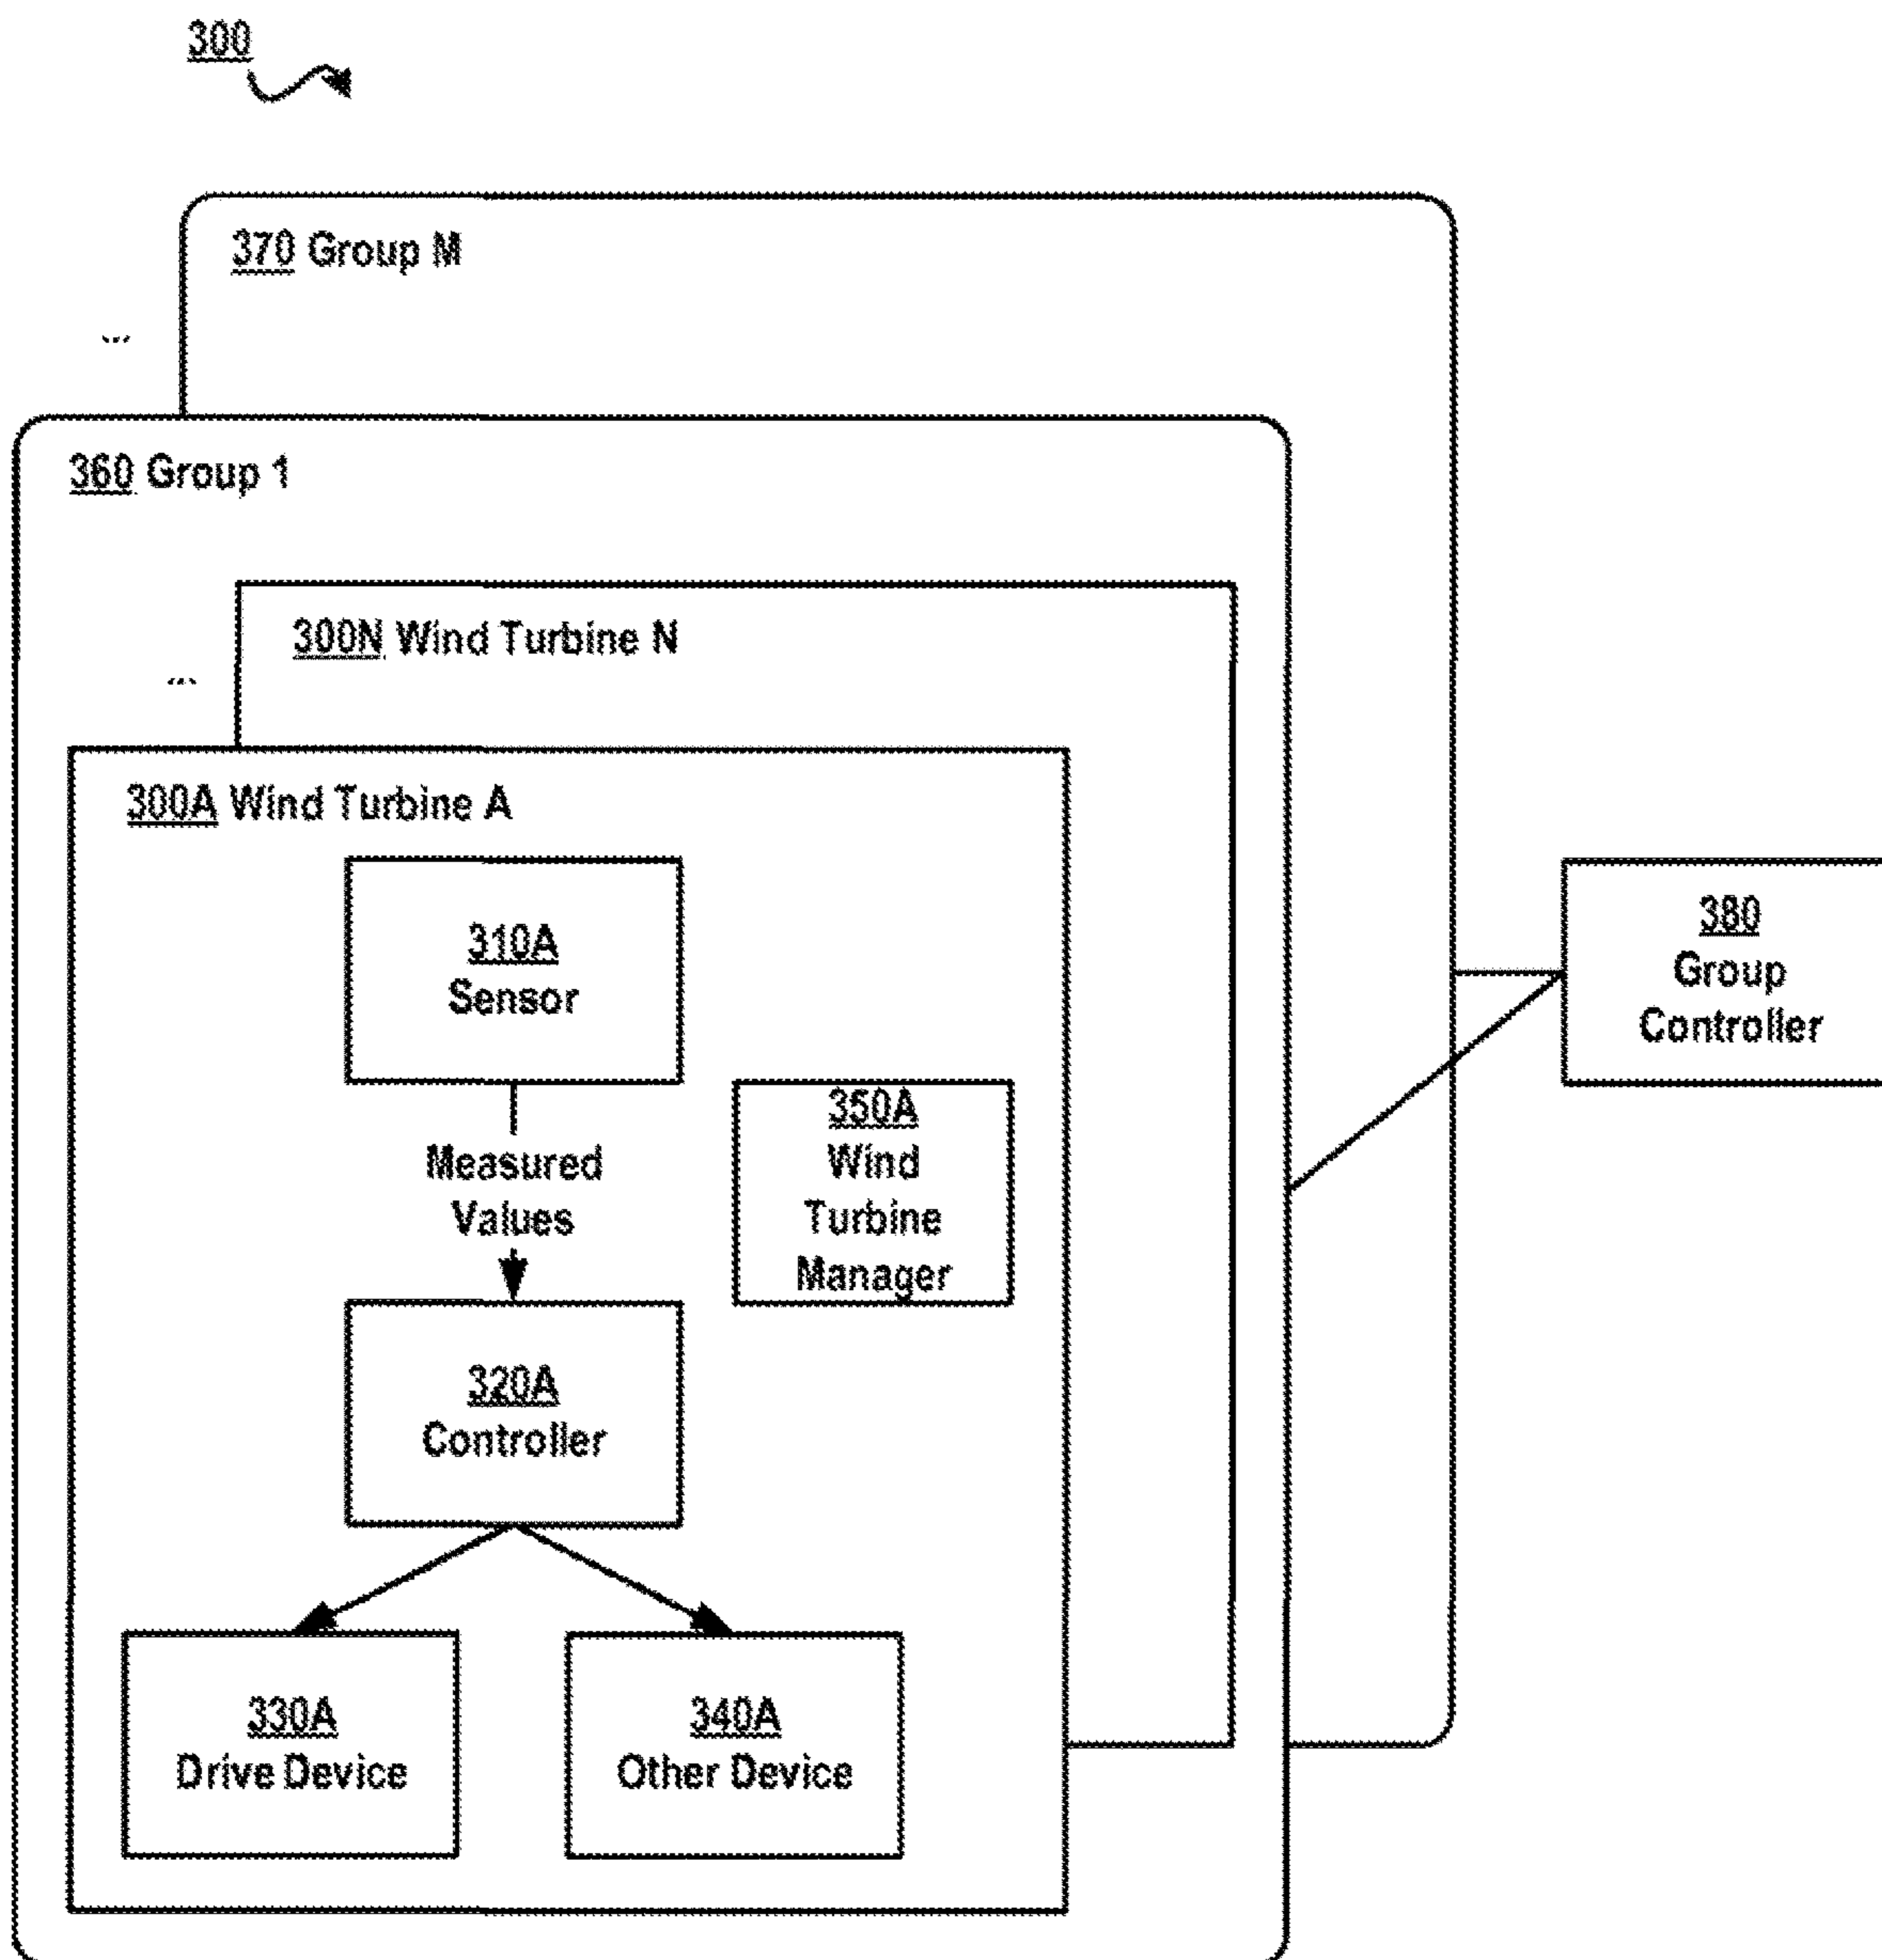 300
370 Group M
...
360 Group 1
300N Wind Turbine N
...
300A Wind Turbine A
310A
Sensor
Measured
Values
350A
Wind
Turbine
Manager
320A
Controller
330A
Drive Device
340A
Other Device
380
Group
Controller